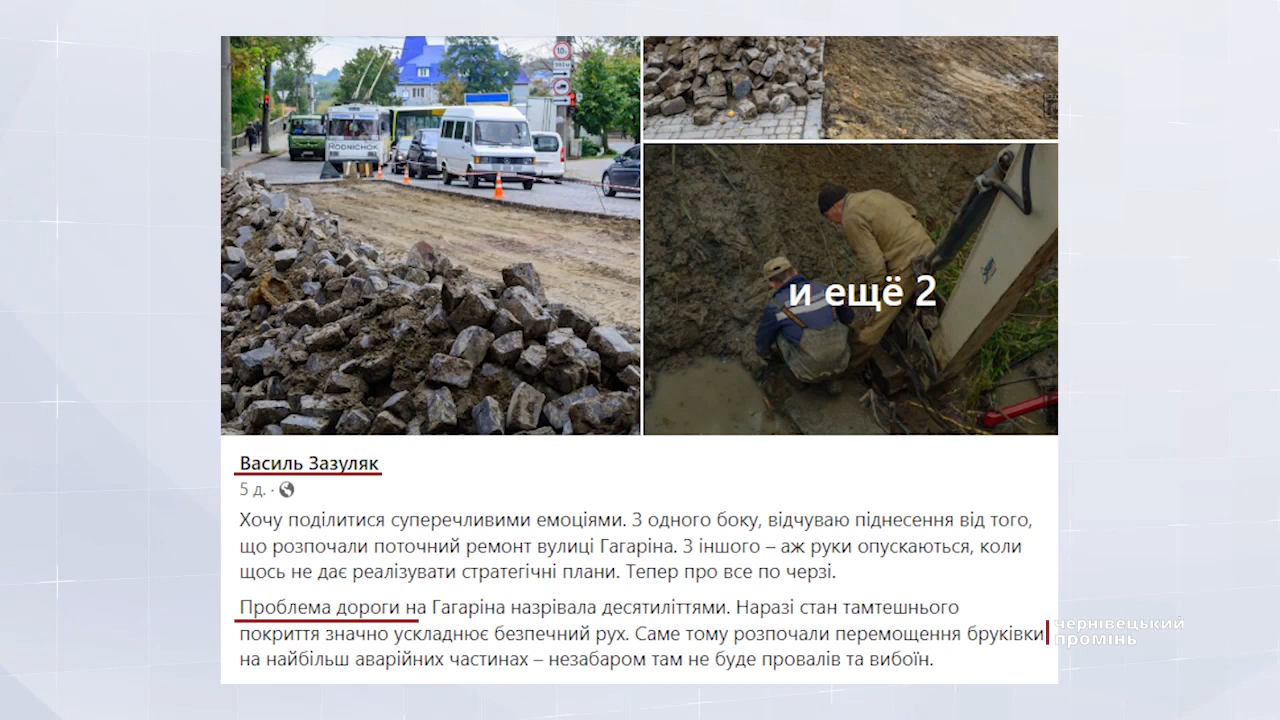 10
RODNICHOK
и ещё 2
Василь Зазуляк
5 д. ·
Хочу поділитися суперечливими емоціями. З одного боку, відчуваю піднесення від того,
що розпочали поточний ремонт вулиці Гагаріна. З іншого – аж руки опускаються, коли
щось не дає реалізувати стратегічні плани. Тепер про все по черзі.
Проблема дороги на Гагаріна назрівала десятиліттями. Наразі стан тамтешнього
покриття значно ускладнює безпечний рух. Саме тому розпочали перемощення бруківки
на найбільш аварійних частинах – незабаром там не буде провалів та вибоїн.
чернівецький
промінь